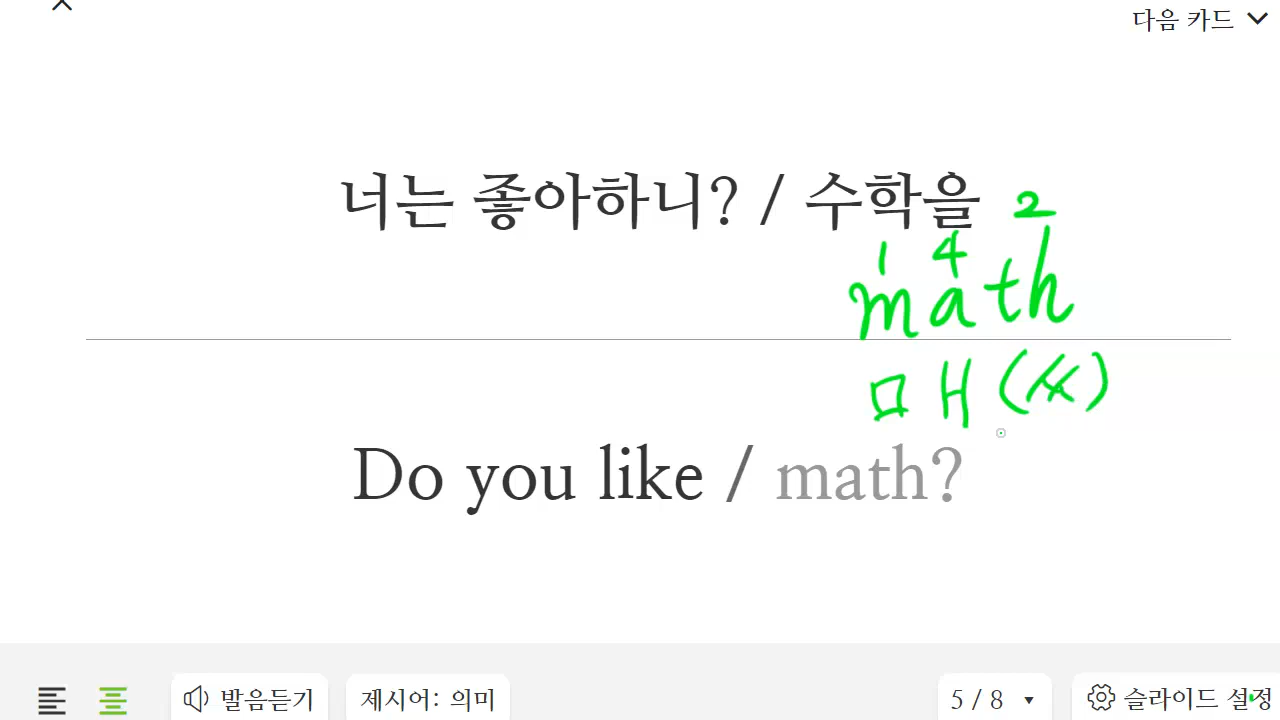 다음 카드
너는 좋아하니? / 수학을
2
1 4
math
ㅁ ㅐ (ㅆ)
Do you like / math?
발음듣기
제시어: 의미
5 / 8
슬라이드 설정